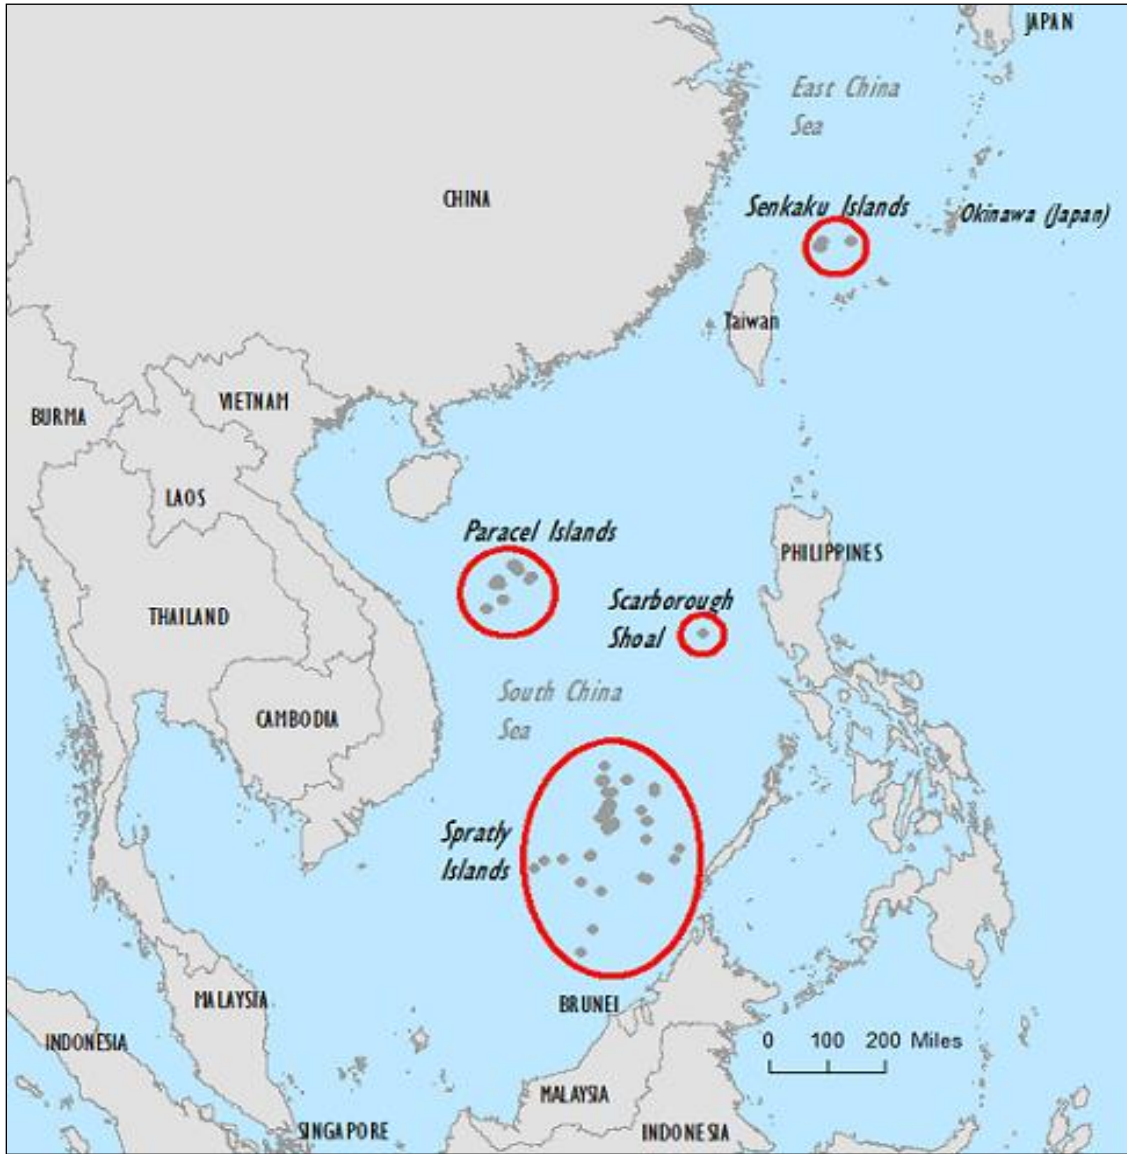 JAPAN
East China
Sea
CHINA
Senkaku Islands
Okinawa (Japan)
Taiwan
VIETNAM
BURMA
LAOS
Paracel Islands
PHILIPPINES
THAILAND
Scarborough
Shoal
South China
Sea
CAMBODIA
Spratly
Islands
MALAYSIA
BRUNEI
INDONESIA
0 100 200 Miles
MALAYSIA
SINGAPORE
INDONESIA